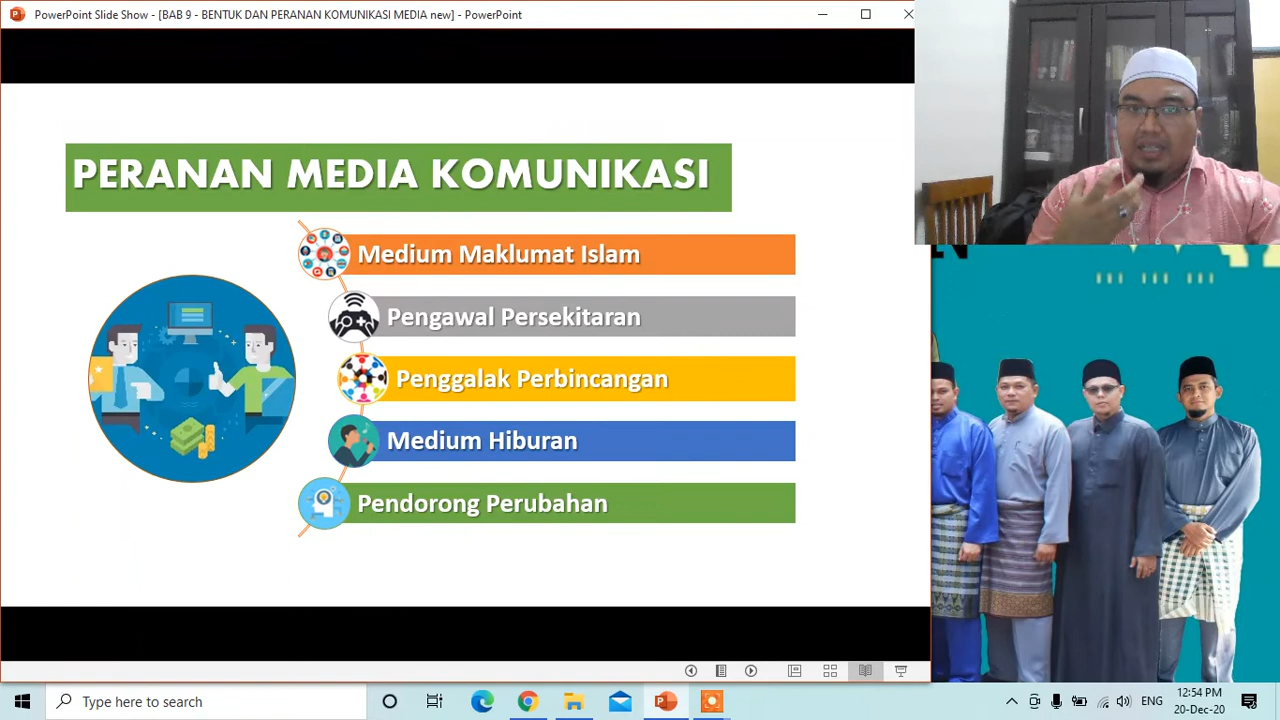 PowerPoint Slide Show - [BAB 9 - BENTUK DAN PERANAN KOMUNIKASI MEDIA new] - PowerPoint
PERANAN MEDIA KOMUNIKASI
Medium Maklumat Islam
Pengawal Persekitaran
Penggalak Perbincangan
Medium Hiburan
Pendorong Perubahan
Type here to search
ENG
12:54 PM
20-Dec-20